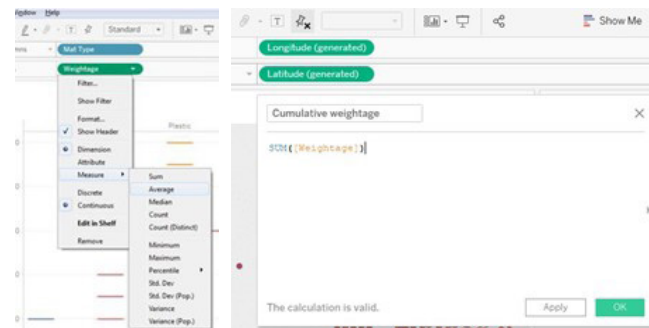 Window Help
Standard
Mat Type
Weightage
Filter...
Show Filter
Format...
Show Header
Dimension
Attribute
Measure
Discrete
Continuous
Edit in Shelf
Remove
Plastic
Sum
Average
Median
Count
Count (Distinct)
Minimum
Maximum
Percentile
Std. Dev
Std. Dev (Pop.)
Variance
Variance (Pop.)
T
Show Me
Longitude (generated)
Latitude (generated)
Cumulative weightage
SUM([Weightage])
The calculation is valid.
Apply
OK